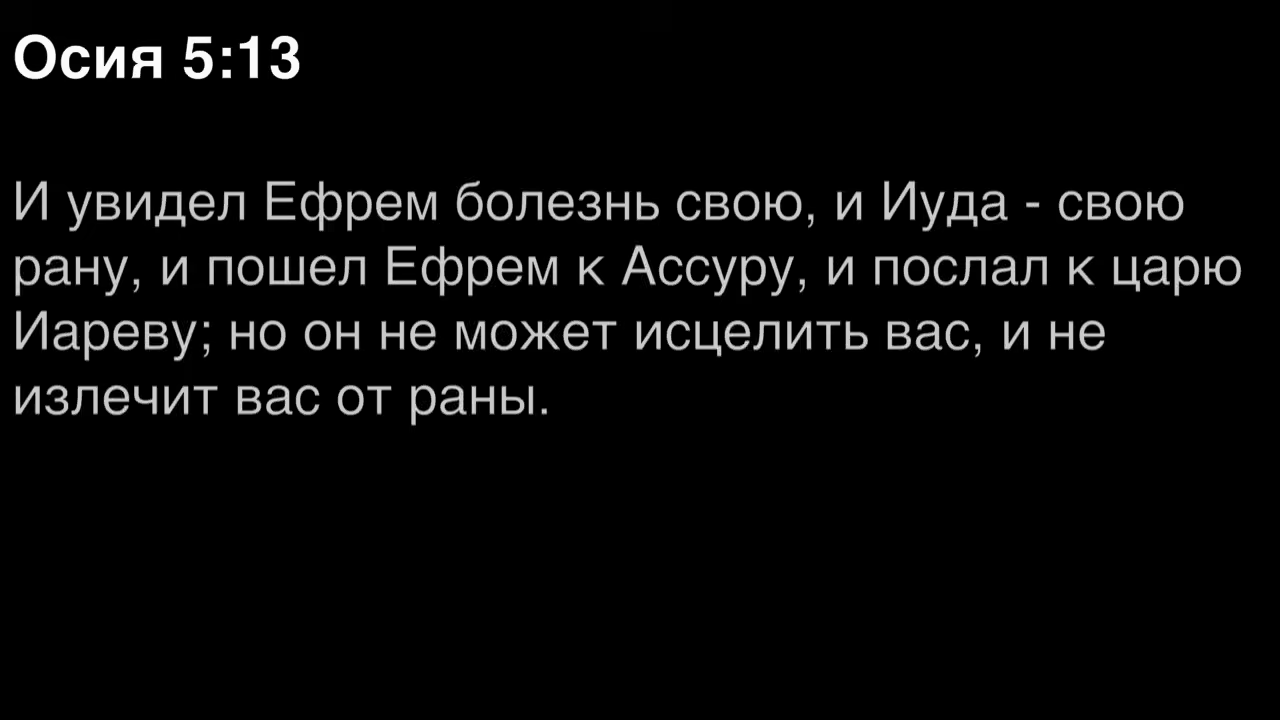 Осия 5:13
И увидел Ефрем болезнь свою, и Иуда - свою
рану, и пошел Ефрем к Ассуру, и послал к царю
Иареву; но он не может исцелить вас, и не
излечит вас от раны.